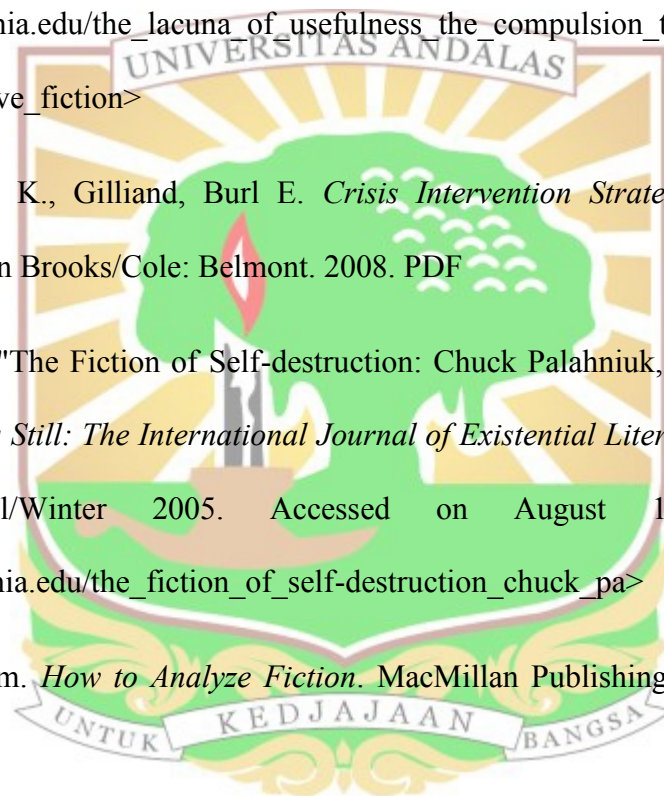 nia.edu/the_lacuna_of_usefulness_the_compulsion_t
UNIVERSITAS ANDALAS
ve_fiction>
K., Gilliand, Burl E. Crisis Intervention Strate
n Brooks/Cole: Belmont. 2008. PDF
"The Fiction of Self-destruction: Chuck Palahniuk,
Still: The International Journal of Existential Liter
l/Winter 2005. Accessed on August 1
nia.edu/the_fiction_of_self-destruction_chuck_pa>
m. How to Analyze Fiction. MacMillan Publishing
UNTUK KEDJAJAAN BANGSA